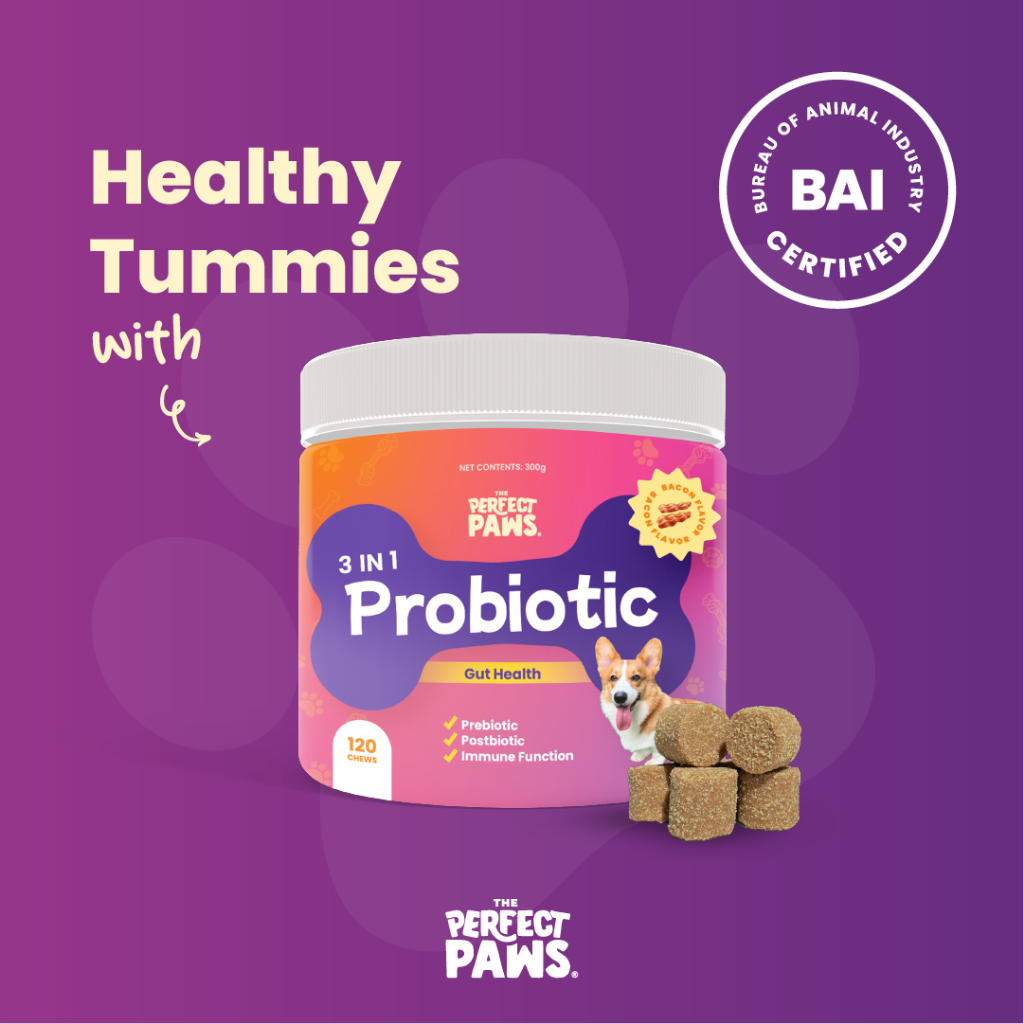 Healthy
Tummies
with
BUREAU OF ANIMAL INDUSTRY
BAI
CERTIFIED
NET CONTENTS: 300g
THE
PERFECT
PAWS®
BACON FLAVOR
BACON FLAVOR
3 IN 1
Probiotic
Gut Health
Prebiotic
Postbiotic
Immune Function
120
CHEWS
THE
PERFECT
PAWS®